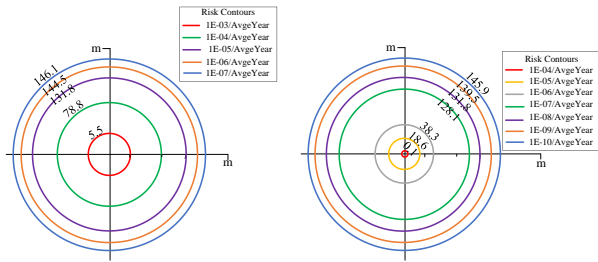 m
Risk Contours
1E-03/AvgeYear
1E-04/AvgeYear
1E-05/AvgeYear
1E-06/AvgeYear
1E-07/AvgeYear
146.1
144.5
131.8
78.8
5.5
m
m
Risk Contours
1E-04/AvgeYear
1E-05/AvgeYear
1E-06/AvgeYear
1E-07/AvgeYear
1E-08/AvgeYear
1E-09/AvgeYear
1E-10/AvgeYear
145.9
139.5
131.8
128.1
38.3
18.6
0.1
m